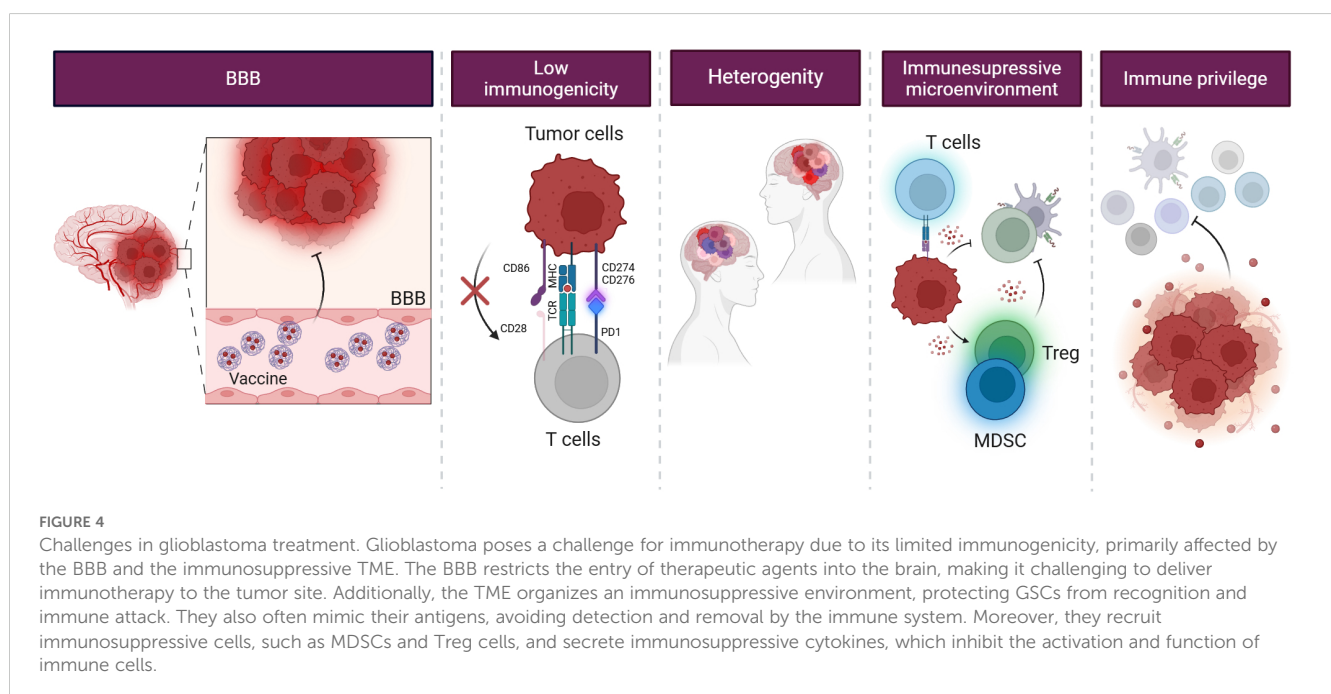 BBB
Low
immunogenicity
Heterogenity
Immunesupressive
microenvironment
Immune privilege
BBB
Vaccine
Tumor cells
CD86
MHC
CD274
CD276
TCR
CD28
PD1
T cells
T cells
Treg
MDSC
FIGURE 4
Challenges in glioblastoma treatment. Glioblastoma poses a challenge for immunotherapy due to its limited immunogenicity, primarily affected by
the BBB and the immunosuppressive TME. The BBB restricts the entry of therapeutic agents into the brain, making it challenging to deliver
immunotherapy to the tumor site. Additionally, the TME organizes an immunosuppressive environment, protecting GSCs from recognition and
immune attack. They also often mimic their antigens, avoiding detection and removal by the immune system. Moreover, they recruit
immunosuppressive cells, such as MDSCs and Treg cells, and secrete immunosuppressive cytokines, which inhibit the activation and function of
immune cells.